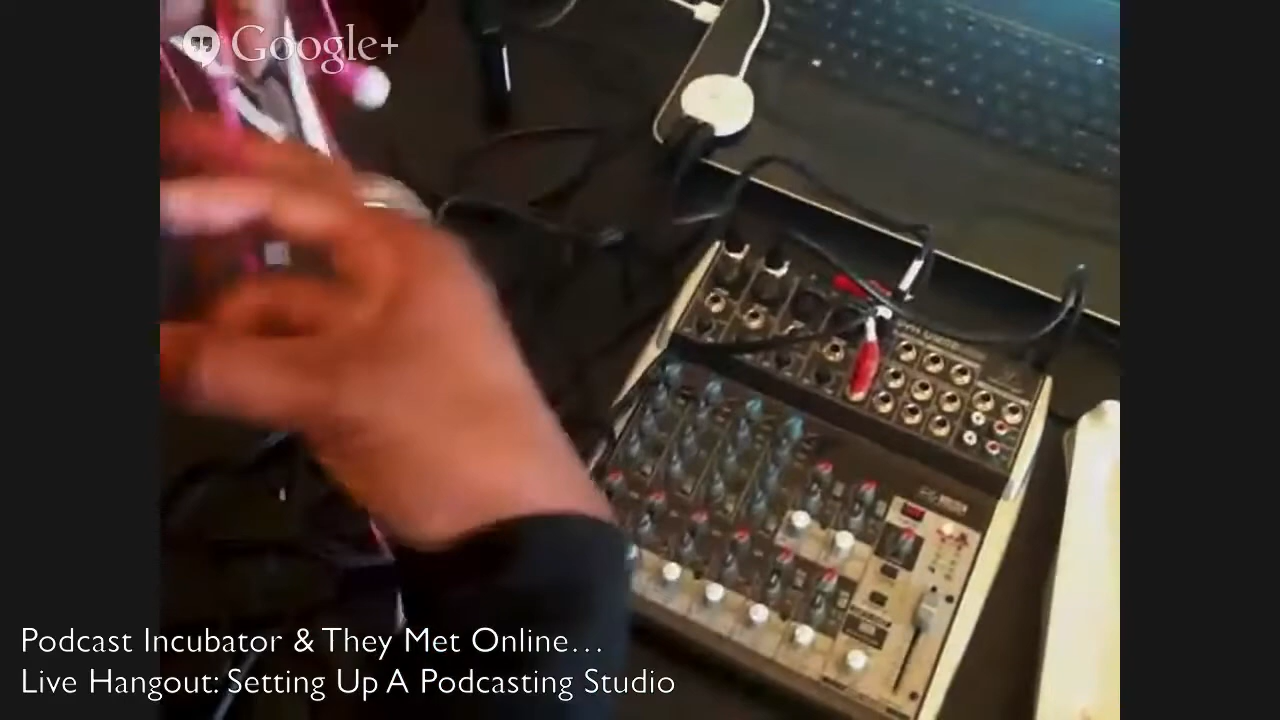 Google+
Podcast Incubator & They Met Online…
Live Hangout: Setting Up A Podcasting Studio